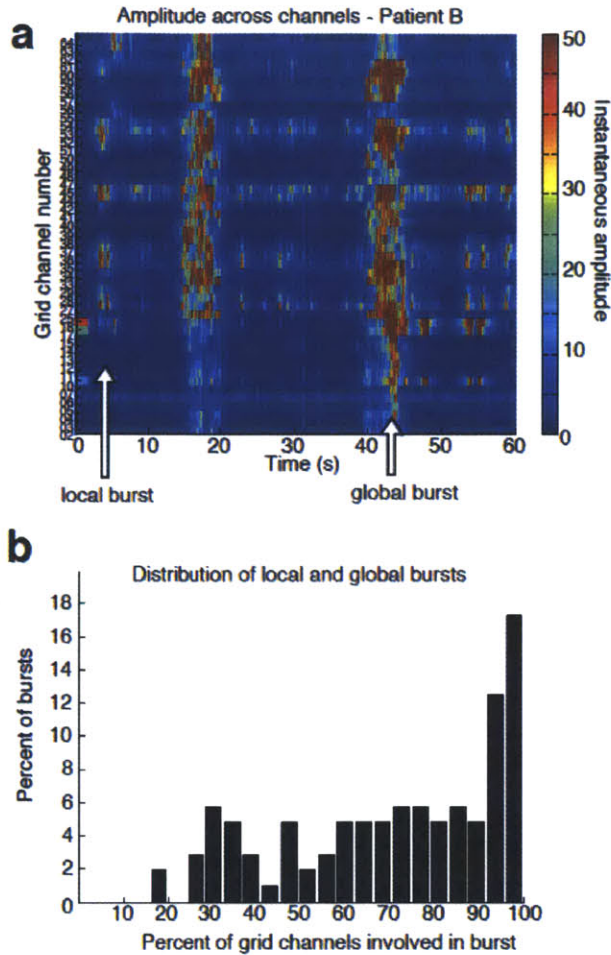 a
Amplitude across channels - Patient B
Grid channel number
50
40
30
20
10
0
Instantaneous amplitude
0 10 20 30 40 50 60
Time (s)
local burst
global burst
b
Distribution of local and global bursts
Percent of bursts
18
16
14
12
10
8
6
4
2
0
10 20 30 40 50 60 70 80 90 100
Percent of grid channels involved in burst